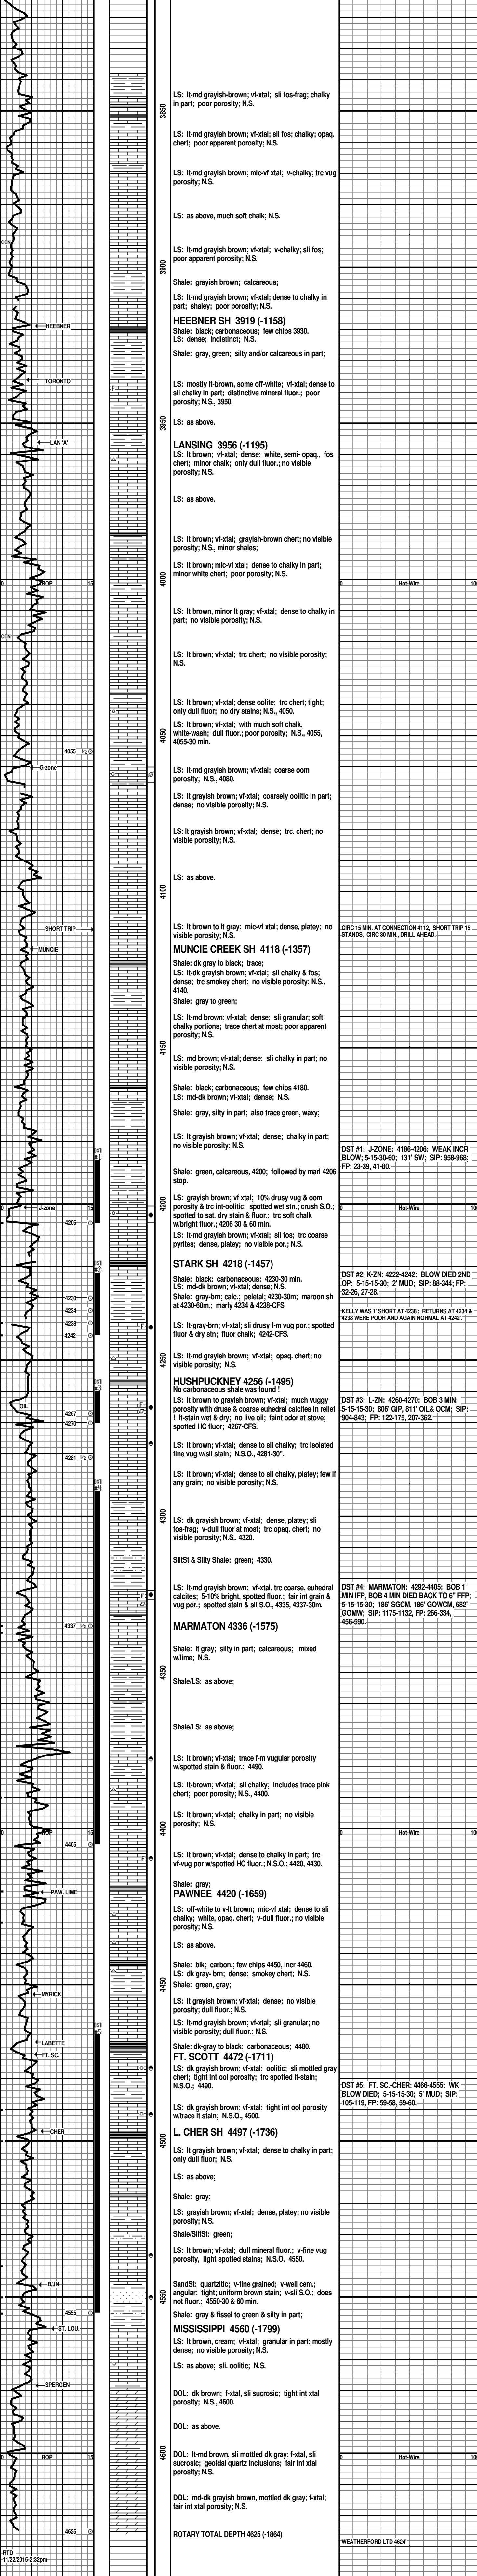 LS: lt-md grayish-brown; vf-xtal; sli fos-frag; chalky
in part; poor porosity; N.S.
3850
LS: lt-md grayish-brown; vf-xtal; sli fos; chalky; opaq.
chert; poor apparent porosity; N.S.
LS: lt-md grayish brown; mic-vf xtal; v-chalky; trc vug
porosity; N.S.
LS: as above, much soft chalk; N.S.
CON
LS: lt-md grayish brown; vf-xtal; v-chalky; sli fos;
poor apparent porosity; N.S.
3900
Shale: grayish brown; calcareous;
LS: lt-md grayish brown; vf-xtal; dense to chalky in
part; shaley; poor porosity; N.S.
HEEBNER SH 3919 (-1158)
HEEBNER
Shale: black; carbonaceous; few chips 3930.
LS: dense; indistinct; N.S.
Shale: gray, green; silty and/or calcareous in part;
TORONTO
LS: mostly lt-brown, some off-white; vf-xtal; dense to
sli chalky in part; distinctive mineral fluor.; poor
porosity; N.S., 3950.
3950
LS: as above.
LAN 'A'
LANSING 3956 (-1195)
LS: lt brown; vf-xtal; dense; white, semi- opaq., fos
chert; minor chalk; only dull fluor.; no visible
porosity; N.S.
LS: as above.
LS: lt brown; vf-xtal; grayish-brown chert; no visible
porosity; N.S., minor shales;
LS: lt brown; mic-vf xtal; dense to chalky in part;
minor white chert; poor porosity; N.S.
4000
0 ROP 15
0 Hot-Wire 10
LS: lt brown, minor lt gray; vf-xtal; dense to chalky in
part; no visible porosity; N.S.
CON
LS: lt brown; vf-xtal; trc chert; no visible porosity;
N.S.
LS: lt brown; vf-xtal; dense oolite; trc chert; tight;
only dull fluor; no dry stains; N.S., 4050.
LS: lt brown; vf-xtal; with much soft chalk,
white-wash; dull fluor.; poor porosity; N.S., 4055,
4055-30 min.
4050
4055 1/2
G-zone
LS: lt-md grayish brown; vf-xtal; coarse oom
porosity; N.S., 4080.
LS: lt grayish brown; vf-xtal; coarsely oolitic in part;
dense; no visible porosity; N.S.
LS: lt grayish brown; vf-xtal; dense; trc. chert; no
visible porosity; N.S.
LS: as above.
4100
SHORT TRIP
LS: lt brown to lt gray; mic-vf xtal; dense, platey; no
visible porosity; N.S.
CIRC 15 MIN. AT CONNECTION 4112, SHORT TRIP 15
STANDS, CIRC 30 MIN., DRILL AHEAD.
MUNCIE
MUNCIE CREEK SH 4118 (-1357)
Shale: dk gray to black; trace;
LS: lt-dk grayish brown; vf-xtal; sli chalky & fos;
dense; trc smokey chert; no visible porosity; N.S.,
4140.
Shale: gray to green;
LS: lt-md brown; vf-xtal; dense; sli granular; soft
chalky portions; trace chert at most; poor apparent
porosity; N.S.
4150
LS: md brown; vf-xtal; dense; sli chalky in part; no
visible porosity; N.S.
Shale: black; carbonaceous; few chips 4180.
LS: md-dk brown; vf-xtal; dense; N.S.
Shale: gray, silty in part; also trace green, waxy;
LS: lt grayish brown; vf-xtal; dense; chalky in part;
no visible porosity; N.S.
DST #1: J-ZONE: 4186-4206: WEAK INCR
BLOW; 5-15-30-60; 131' SW; SIP: 958-968;
FP: 23-39, 41-80.
DST #1
Shale: green, calcareous, 4200; followed by marl 4206
stop.
4200
J-zone
LS: grayish brown; vf xtal; 10% drusy vug & oom
porosity & trc int-oolitic; spotted wet stn.; crush S.O.;
spotted to sat. dry stain & fluor.; trc soft chalk
w/bright fluor.; 4206 30 & 60 min.
4206
LS: lt-md grayish brown; vf-xtal; sli fos; trc coarse
pyrites; dense, platey; no visible por.; N.S.
STARK SH 4218 (-1457)
DST #2
Shale: black; carbonaceous: 4230-30 min.
LS: md-dk brown; vf-xtal; dense; N.S.
Shale: gray-brn; calc.; peletal; 4230-30m; maroon sh
at 4230-60m.; marly 4234 & 4238-CFS
DST #2: K-ZN: 4222-4242: BLOW DIED 2ND
OP; 5-15-15-30; 2' MUD; SIP: 88-344; FP:
32-26, 27-28.
4230
4234
KELLY WAS 1' SHORT AT 4238'; RETURNS AT 4234 &
4238 WERE POOR AND AGAIN NORMAL AT 4242'.
4238
4242
LS: lt-gray-brn; vf-xtal; sli drusy f-m vug por.; spotted
fluor & dry stn; fluor chalk; 4242-CFS.
4250
LS: lt-md grayish brown; vf-xtal; opaq. chert; no
visible porosity; N.S.
HUSHPUCKNEY 4256 (-1495)
No carbonaceous shale was found !
DST #3
OIL
LS: lt brown to grayish brown; vf-xtal; much vuggy
porosity with druse & coarse euhedral calcites in relief
! lt-stain wet & dry; no live oil; faint odor at stove;
spotted HC fluor; 4267-CFS.
DST #3: L-ZN: 4260-4270: BOB 3 MIN;
5-15-15-30; 806' GIP, 811' OIL & OCM; SIP:
904-843; FP: 122-175, 207-362.
4267
4270
LS: lt brown; vf-xtal; dense to sli chalky; trc isolated
fine vug w/sli stain; N.S.O., 4281-30".
4281 1/2
LS: lt brown; vf-xtal; dense to sli chalky, platey; few if
any grain; no visible porosity; N.S.
DST #4
4300
LS: dk grayish brown; vf-xtal; dense, platey; sli
fos-frag; v-dull fluor at most; trc opaq. chert; no
visible porosity; N.S., 4320.
SiltSt & Silty Shale: green; 4330.
LS: lt-md grayish brown; vf-xtal, trc coarse, euhedral
calcites; 5-10% bright, spotted fluor.; fair int grain &
vug por.; spotted stain & sli S.O., 4335, 4337-30m.
DST #4: MARMATON: 4292-4405: BOB 1
MIN IFP, BOB 4 MIN DIED BACK TO 6" FFP;
5-15-15-30; 186' SGCM, 186' GOWCM, 682'
GOMW; SIP: 1175-1132, FP: 266-334,
456-590.
4337 1/2
MARMATON 4336 (-1575)
Shale: lt gray; silty in part; calcareous; mixed
w/lime; N.S.
4350
Shale/LS: as above;
Shale/LS: as above;
LS: lt brown; vf-xtal; trace f-m vugular porosity
w/spotted stain & fluor.; 4490.
LS: lt-brown; vf-xtal; sli chalky; includes trace pink
chert; poor porosity; N.S., 4400.
LS: lt brown; vf-xtal; chalky in part; no visible
porosity; N.S.
4400
0 ROP 15
0 Hot-Wire 10
4405
LS: lt brown; vf-xtal; dense to chalky in part; trc
vf-vug por w/spotted HC fluor.; N.S.O.; 4420, 4430.
Shale: gray;
PAW. LIME
PAWNEE 4420 (-1659)
LS: off-white to v-lt brown; mic-vf xtal; dense to sli
chalky; white, opaq. chert; v-dull fluor.; no visible
porosity; N.S.
LS: as above.
Shale: blk; carbon.; few chips 4450, incr 4460.
LS: dk gray- brn; dense; smokey chert; N.S.
4450
Shale: green, gray;
MYRICK
LS: lt grayish brown; vf-xtal; dense; no visible
porosity; dull fluor.; N.S.
LS: lt-md grayish brown; vf-xtal; sli granular; no
visible porosity; dull fluor.; N.S.
DST #5
LABETTE
Shale: dk-gray to black; carbonaceous; 4480.
FT. SC.
FT. SCOTT 4472 (-1711)
LS: dk grayish brown; vf-xtal; oolitic; sli mottled gray
chert; tight int ool porosity; trc spotted lt-stain;
N.S.O.; 4490.
DST #5: FT. SC.-CHER: 4466-4555: WK
BLOW DIED; 5-15-15-30; 5' MUD; SIP:
105-119, FP: 59-58, 59-60.
LS: dk grayish brown; vf-xtal; tight int ool porosity
w/trace lt stain; N.S.O., 4500.
4500
CHER
L. CHER SH 4497 (-1736)
LS: lt grayish brown; vf-xtal; dense to chalky in part;
only dull fluor; N.S.
LS: as above;
Shale: gray;
LS: grayish brown; vf-xtal; dense, platey; no visible
porosity; N.S.
Shale/SiltSt: green;
LS: lt brown; vf-xtal; dull mineral fluor.; v-fine vug
porosity, light spotted stains; N.S.O. 4550.
BJN
SandSt: quartzitic; v-fine grained; v-well cem.;
angular; tight; uniform brown stain; v-sli S.O.; does
not fluor.; 4550-30 & 60 min.
4550
4555
Shale: gray & fissel to green & silty in part;
ST. LOU.
MISSISSIPPI 4560 (-1799)
LS: lt brown, cream; vf-xtal; granular in part; mostly
dense; no visible porosity; N.S.
LS: as above; sli. oolitic; N.S.
SPERGEN
DOL: dk brown; f-xtal, sli sucrosic; tight int xtal
porosity; N.S., 4600.
DOL: as above.
4600
0 ROP 15
0 Hot-Wire 10
DOL: lt-md brown, sli mottled dk gray; f-xtal, sli
sucrosic; geoidal quartz inclusions; fair int xtal
porosity; N.S.
DOL: md-dk grayish brown, mottled dk gray; f-xtal;
fair int xtal porosity; N.S.
4625
ROTARY TOTAL DEPTH 4625 (-1864)
WEATHERFORD LTD 4624'
RTD
11/22/2015-2:32pm